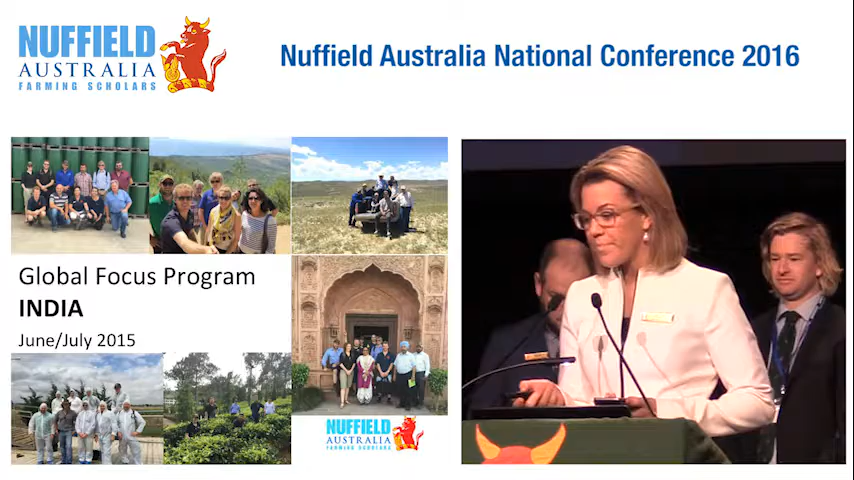 NUFFIELD
AUSTRALIA
FARMING SCHOLARS
Nuffield Australia National Conference 2016
Global Focus Program
INDIA
June/July 2015
NUFFIELD
AUSTRALIA
FARMING SCHOLARS